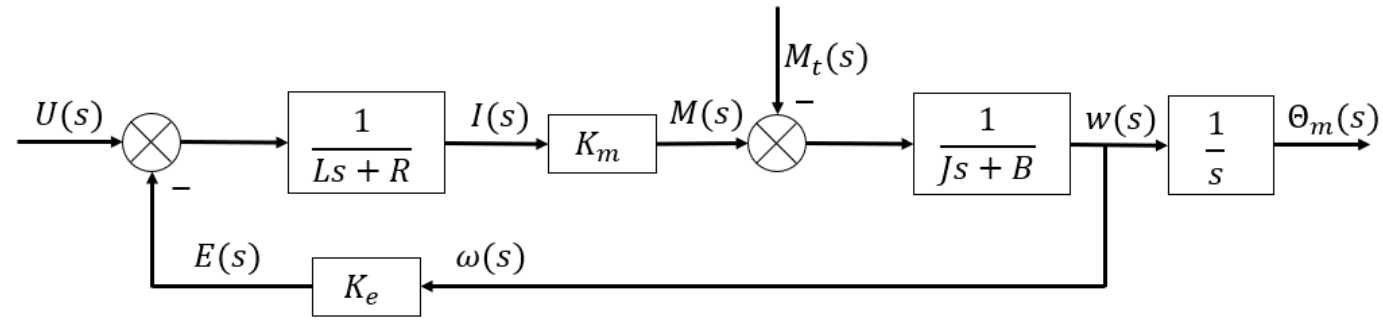 M_t(s)
−
U(s)
1
Ls + R
I(s)
K_m
M(s)
1
Js + B
w(s)
1
s
Θ_m(s)
−
E(s)
K_e
ω(s)